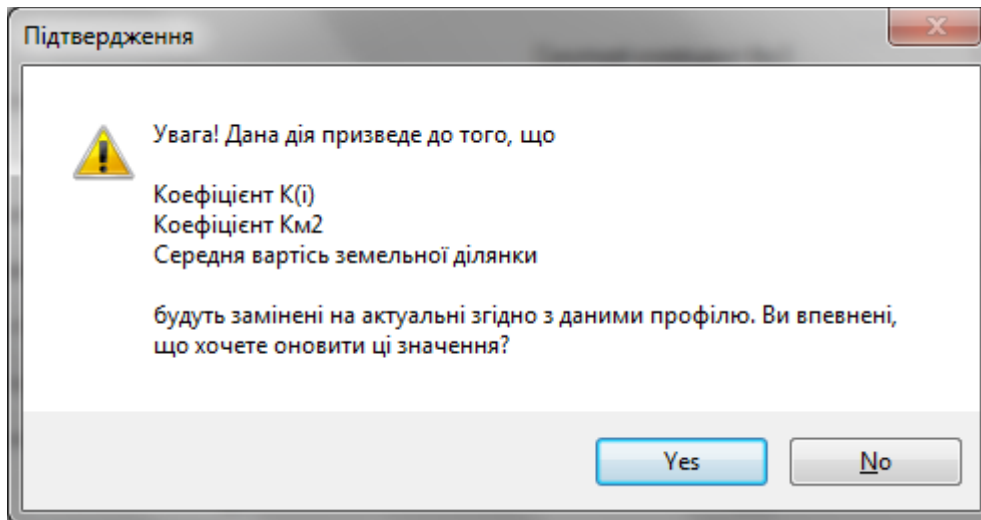 Підтвердження
Увага! Дана дія призведе до того, що
Коефіцієнт К(і)
Коефіцієнт Км2
Середня вартісь земельної ділянки
будуть замінені на актуальні згідно з даними профілю. Ви впевнені,
що хочете оновити ці значення?
Yes
No